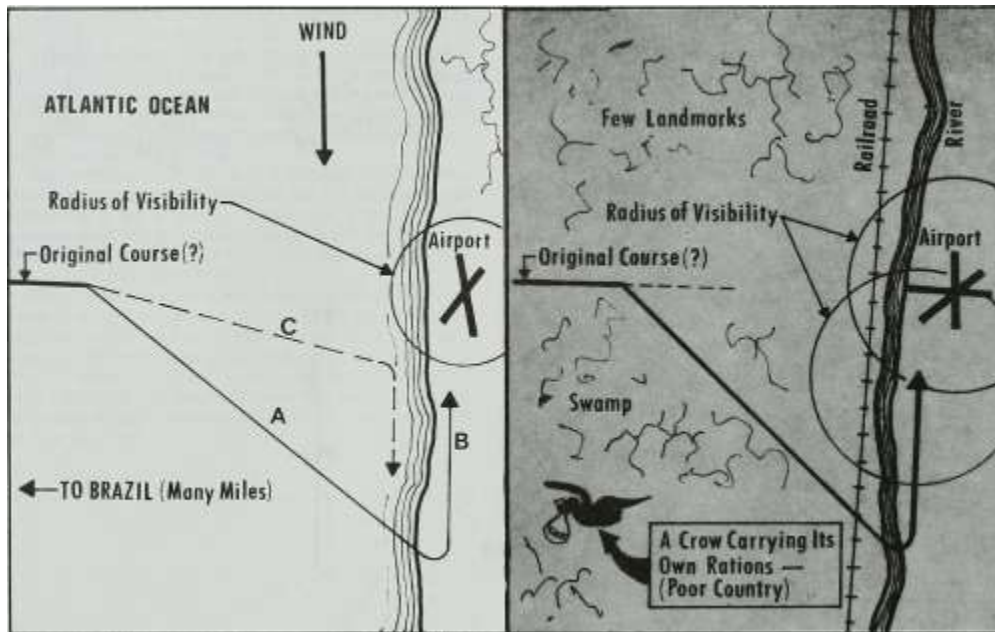 WIND
ATLANTIC OCEAN
Radius of Visibility
Airport
Original Course(?)
C
A
B
TO BRAZIL (Many Miles)
Few Landmarks
Railroad
River
Radius of Visibility
Airport
Original Course(?)
Swamp
A Crow Carrying Its
Own Rations —
(Poor Country)